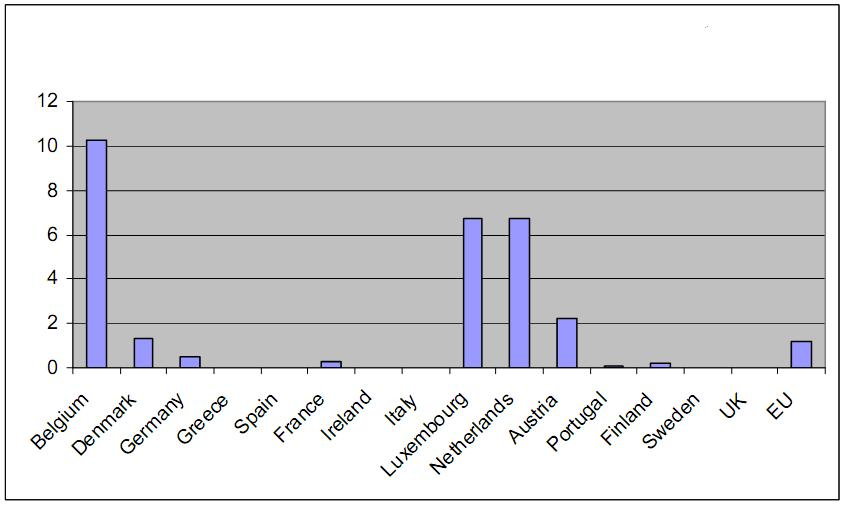 12
10
8
6
4
2
0
Belgium
Denmark
Germany
Greece
Spain
France
Ireland
Italy
Luxembourg
Netherlands
Austria
Portugal
Finland
Sweden
UK
EU